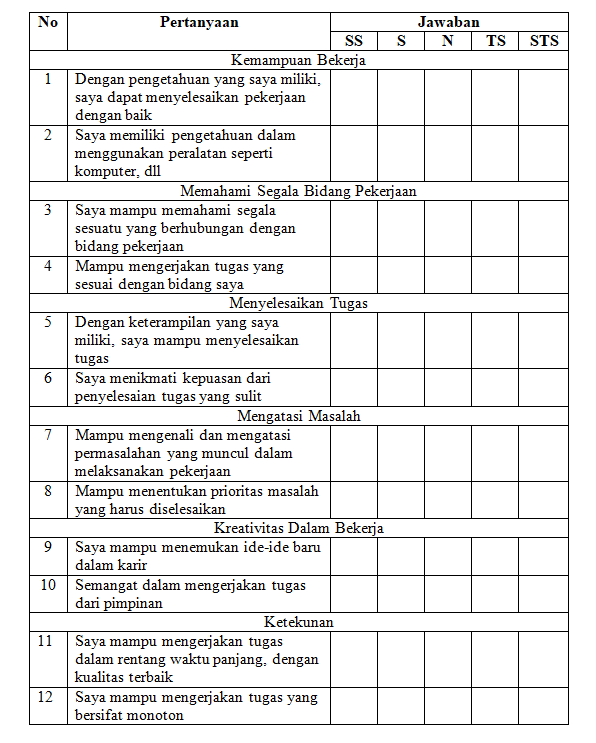 No Pertanyaan Jawaban
SS S N TS STS
Kemampuan Bekerja
1 Dengan pengetahuan yang saya miliki,
saya dapat menyelesaikan pekerjaan
dengan baik
2 Saya memiliki pengetahuan dalam
menggunakan peralatan seperti
komputer, dll
Memahami Segala Bidang Pekerjaan
3 Saya mampu memahami segala
sesuatu yang berhubungan dengan
bidang pekerjaan
4 Mampu mengerjakan tugas yang
sesuai dengan bidang saya
Menyelesaikan Tugas
5 Dengan keterampilan yang saya
miliki, saya mampu menyelesaikan
tugas
6 Saya menikmati kepuasan dari
penyelesaian tugas yang sulit
Mengatasi Masalah
7 Mampu mengenali dan mengatasi
permasalahan yang muncul dalam
melaksanakan pekerjaan
8 Mampu menentukan prioritas masalah
yang harus diselesaikan
Kreativitas Dalam Bekerja
9 Saya mampu menemukan ide-ide baru
dalam karir
10 Semangat dalam mengerjakan tugas
dari pimpinan
Ketekunan
11 Saya mampu mengerjakan tugas
dalam rentang waktu panjang, dengan
kualitas terbaik
12 Saya mampu mengerjakan tugas yang
bersifat monoton